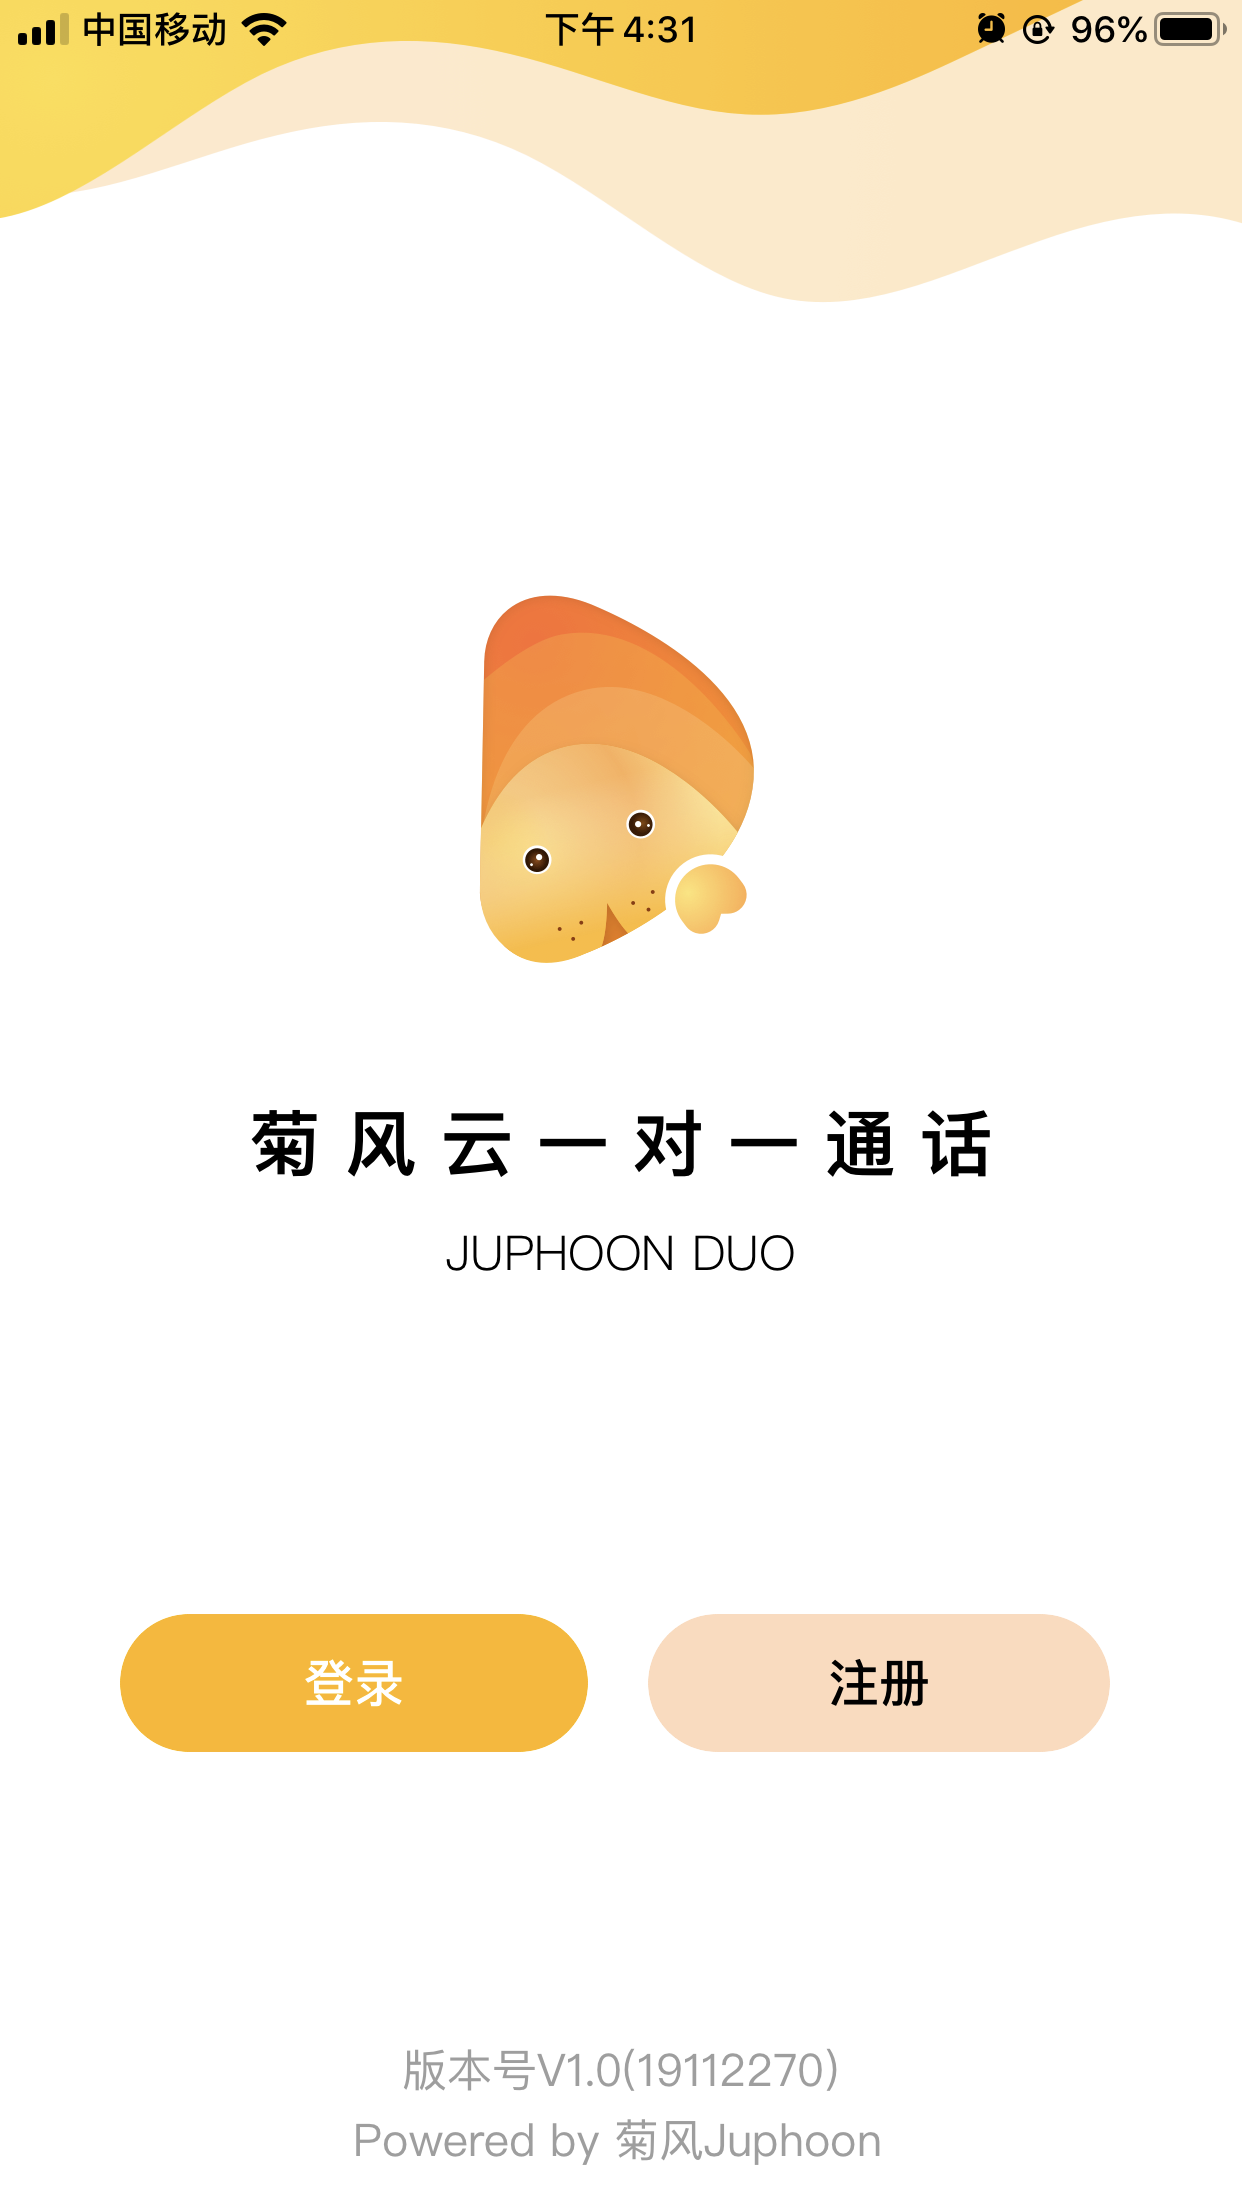 中国移动 下午4:31 96%
菊风云一对一通话
JUPHOON DUO
登录 注册
版本号V1.0(19112270)
Powered by 菊风Juphoon